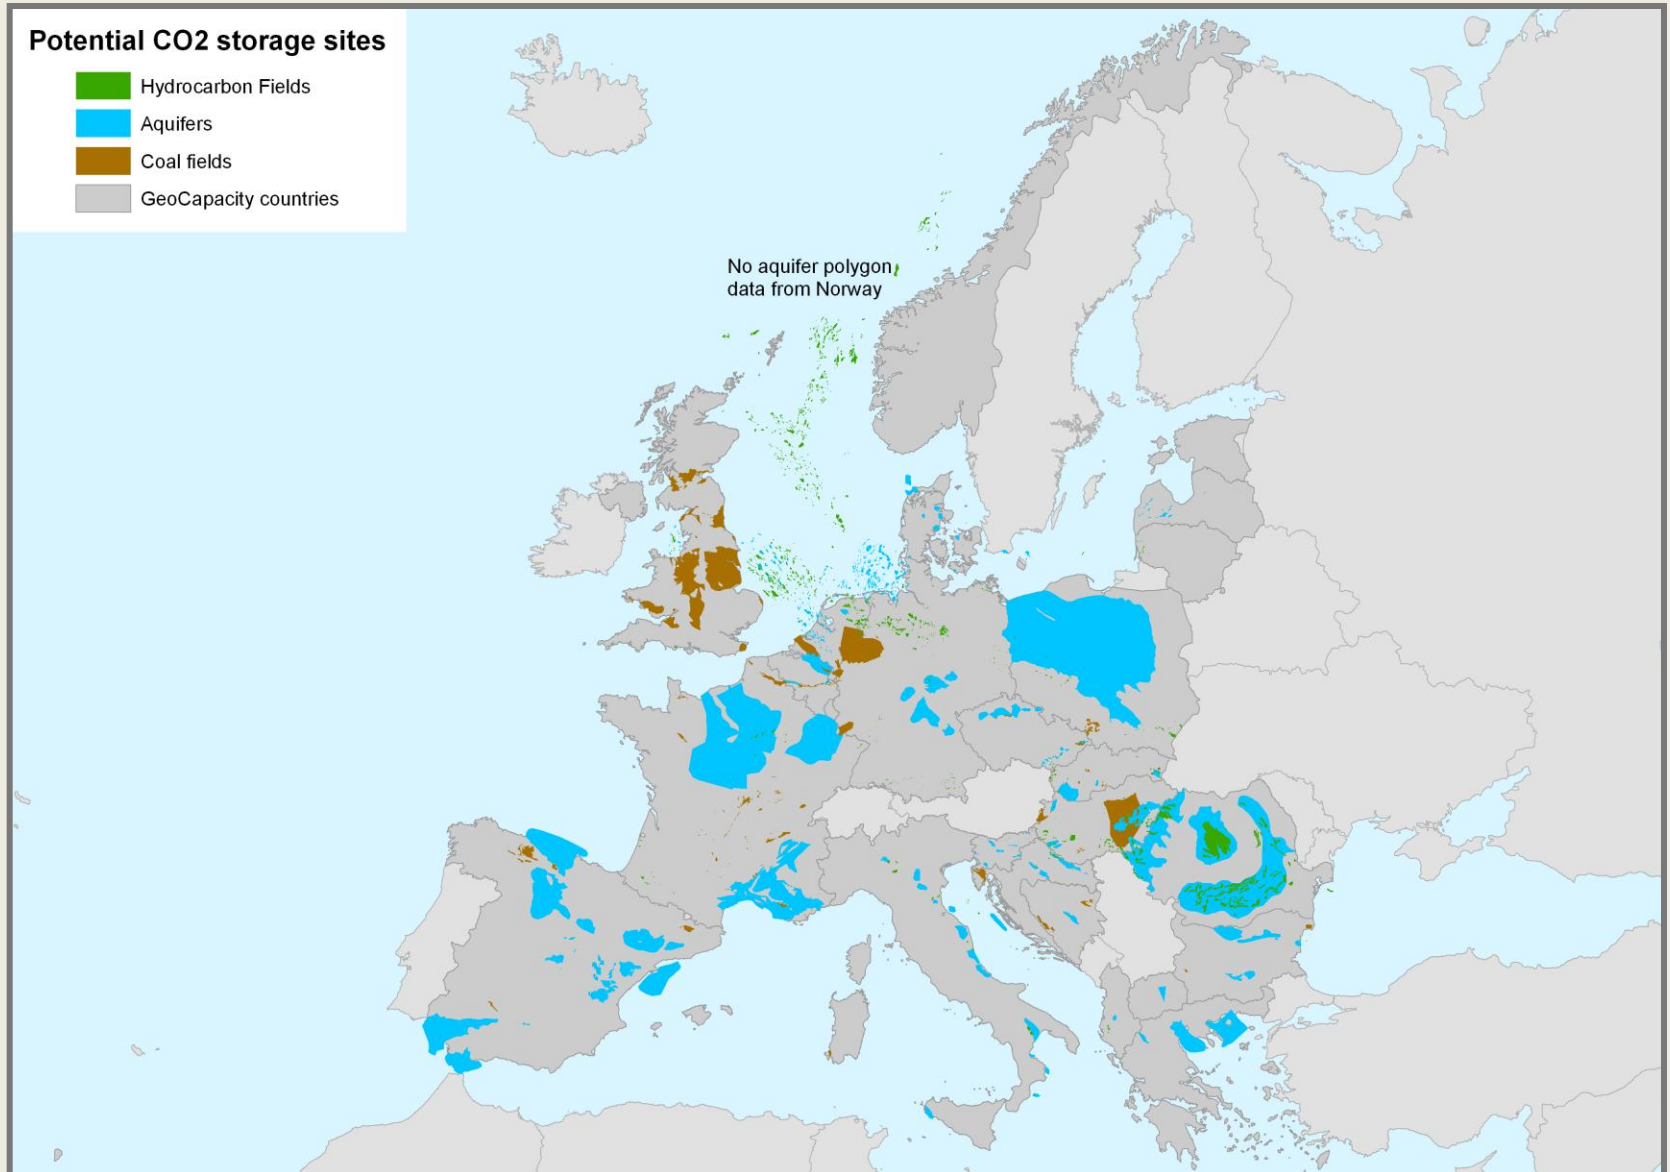 Potential CO2 storage sites
Hydrocarbon Fields
Aquifers
Coal fields
GeoCapacity countries
No aquifer polygon
data from Norway